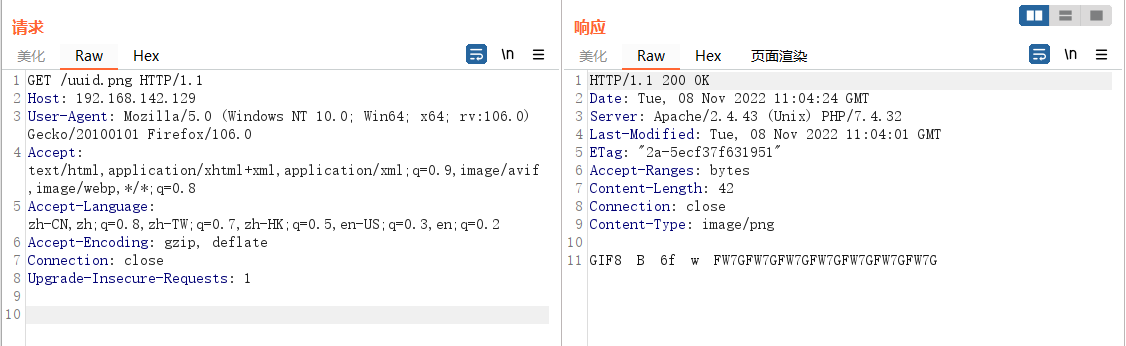 请求
美化 Raw Hex \n
1 GET /uuid.png HTTP/1.1
2 Host: 192.168.142.129
3 User-Agent: Mozilla/5.0 (Windows NT 10.0; Win64; x64; rv:106.0)
Gecko/20100101 Firefox/106.0
4 Accept:
text/html,application/xhtml+xml,application/xml;q=0.9,image/avif
,image/webp,*/*;q=0.8
5 Accept-Language:
zh-CN,zh;q=0.8,zh-TW;q=0.7,zh-HK;q=0.5,en-US;q=0.3,en;q=0.2
6 Accept-Encoding: gzip, deflate
7 Connection: close
8 Upgrade-Insecure-Requests: 1
9
10
响应
美化 Raw Hex 页面渲染 \n
1 HTTP/1.1 200 OK
2 Date: Tue, 08 Nov 2022 11:04:24 GMT
3 Server: Apache/2.4.43 (Unix) PHP/7.4.32
4 Last-Modified: Tue, 08 Nov 2022 11:04:01 GMT
5 ETag: "2a-5ecf37f631951"
6 Accept-Ranges: bytes
7 Content-Length: 42
8 Connection: close
9 Content-Type: image/png
10
11 GIF8 B 6f w FW7GFW7GFW7GFW7GFW7GFW7GFW7G